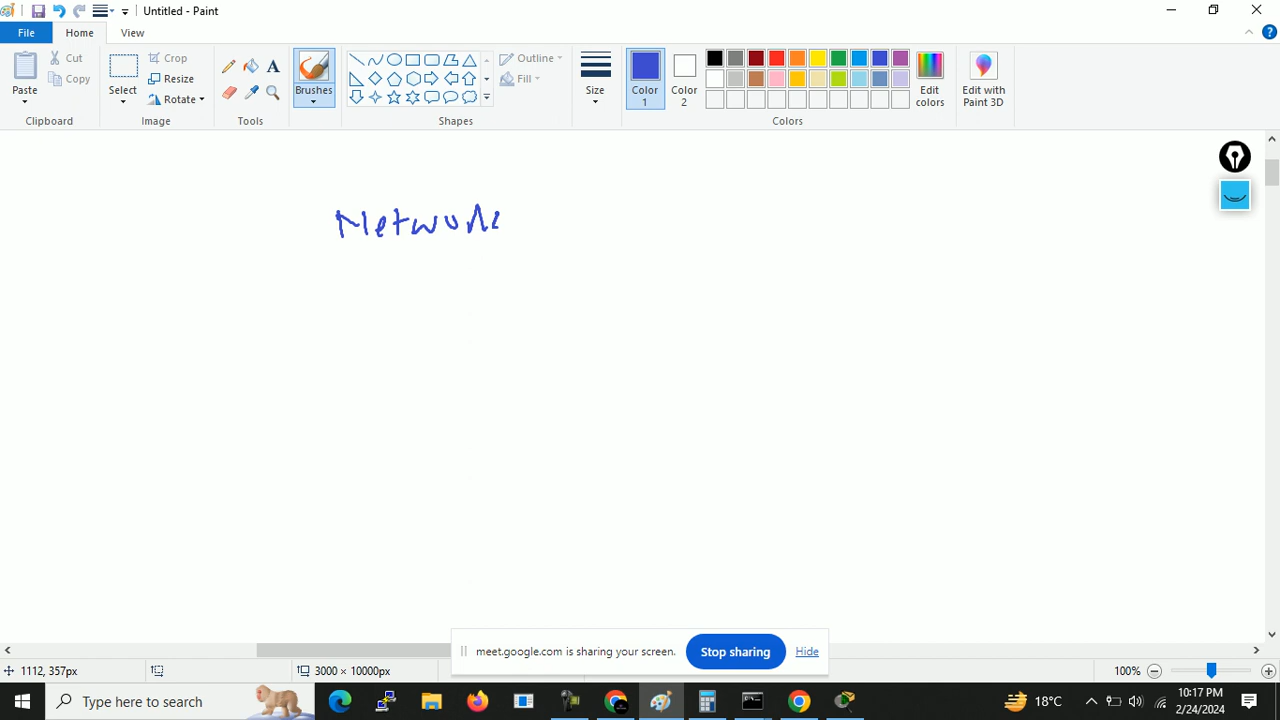 Untitled - Paint
File Home View
Paste Cut Copy Clipboard
Select Crop Resize Rotate Image
Tools
Brushes
Outline Fill Shapes
Size
Color 1 Color 2 Edit colors Colors
Edit with Paint 3D
meet.google.com is sharing your screen. Stop sharing Hide
1112, 357px 3000 × 10000px 100%
Type here to search 18°C 10:17 PM
2/24/2024